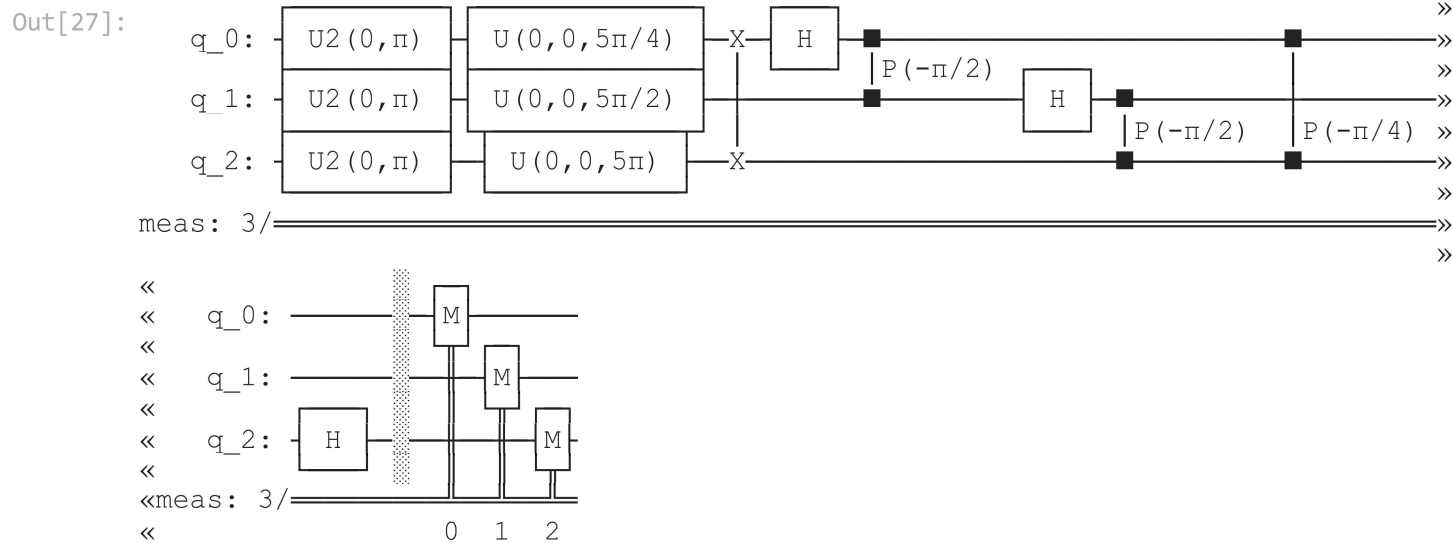 Out[27]:
»
q_0: U2(0,π) U(0,0,5π/4) X H »
P(-π/2) »
q_1: U2(0,π) U(0,0,5π/2) H »
P(-π/2) P(-π/4) »
q_2: U2(0,π) U(0,0,5π) X »
»
meas: 3/ »
»
«
« q_0: M
«
« q_1: M
«
« q_2: H M
«
«meas: 3/
« 0 1 2